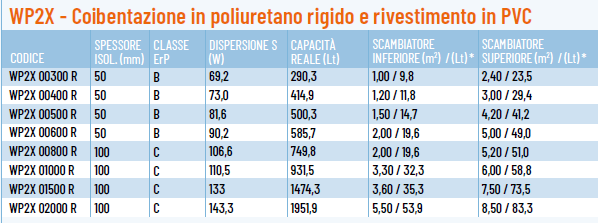 WP2X - Coibentazione in poliuretano rigido e rivestimento in PVC
CODICE SPESSORE ISOL. (mm) CLASSE ErP DISPERSIONE S (W) CAPACITÀ REALE (Lt) SCAMBIATORE INFERIORE (m²) / (Lt) * SCAMBIATORE SUPERIORE (m²) / (Lt) *
WP2X 00300 R 50 B 69,2 290,3 1,00 / 9,8 2,40 / 23,5
WP2X 00400 R 50 B 73,0 414,9 1,20 / 11,8 3,00 / 29,4
WP2X 00500 R 50 B 81,6 500,3 1,50 / 14,7 4,20 / 41,2
WP2X 00600 R 50 B 90,2 585,7 2,00 / 19,6 5,00 / 49,0
WP2X 00800 R 100 C 106,6 749,8 2,00 / 19,6 5,20 / 51,0
WP2X 01000 R 100 C 110,5 931,5 3,30 / 32,3 6,00 / 58,8
WP2X 01500 R 100 C 133 1474,3 3,60 / 35,3 7,50 / 73,5
WP2X 02000 R 100 C 143,3 1951,9 5,50 / 53,9 8,50 / 83,3